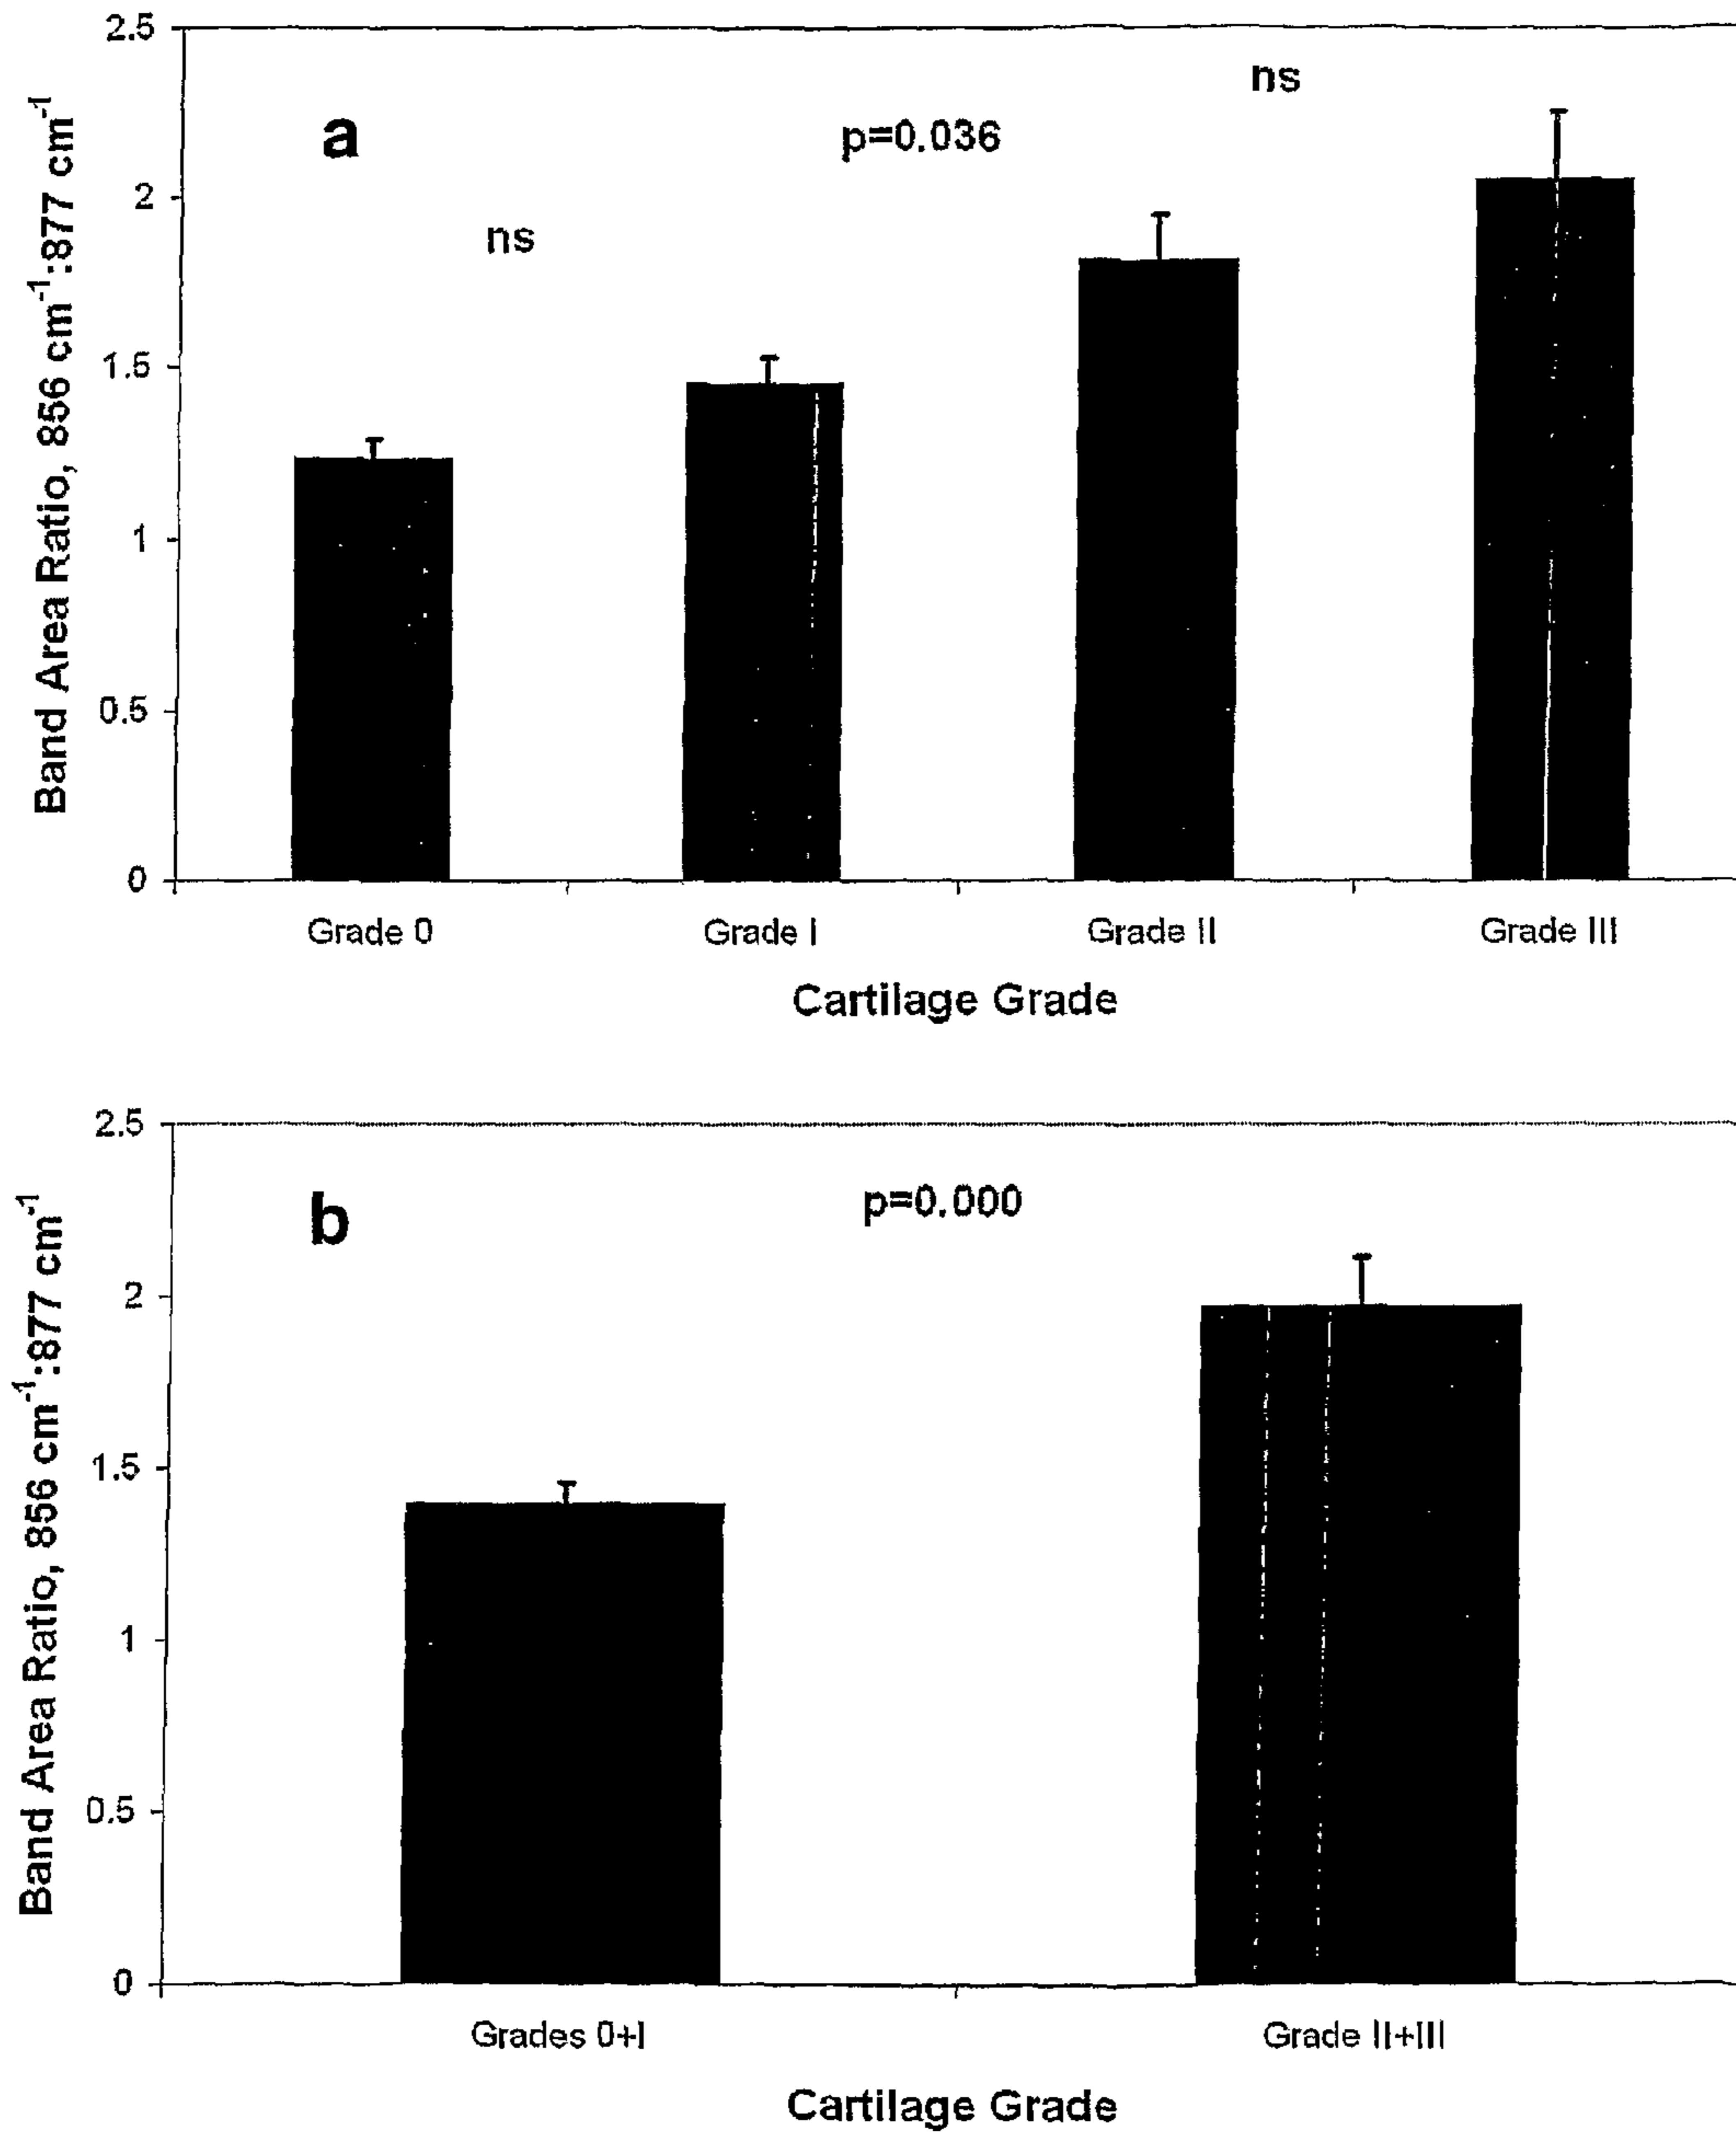 2.5
ns
a
p=0.036
2
ns
1.5
1
0.5
0
Band Area Ratio, 856 cm⁻¹:877 cm⁻¹
Grade 0
Grade I
Grade II
Grade III
Cartilage Grade
2.5
b
p=0.000
2
1.5
1
0.5
0
Band Area Ratio, 856 cm⁻¹:877 cm⁻¹
Grades 0+I
Grade II+III
Cartilage Grade